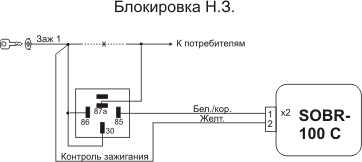 Блокировка Н.З.
Заж 1
x
К потребителям
87а
86
85
30
Бел./кор.
Желт.
1
2
x2
SOBR-
100 C
Контроль зажигания